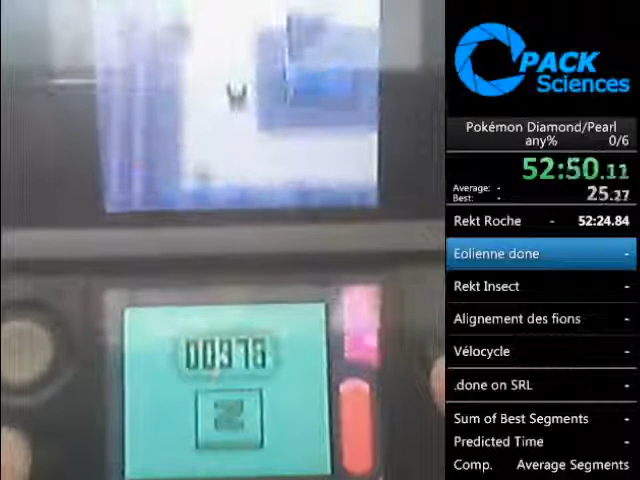 PACK
Sciences
Pokémon Diamond/Pearl
any% 0/6
52:50.11
Average: -
Best: -
25.27
Rekt Roche - 52:24.84
Eolienne done -
Rekt Insect -
Alignement des fions -
Vélocycle -
.done on SRL -
Sum of Best Segments -
Predicted Time -
Comp. Average Segments
00375